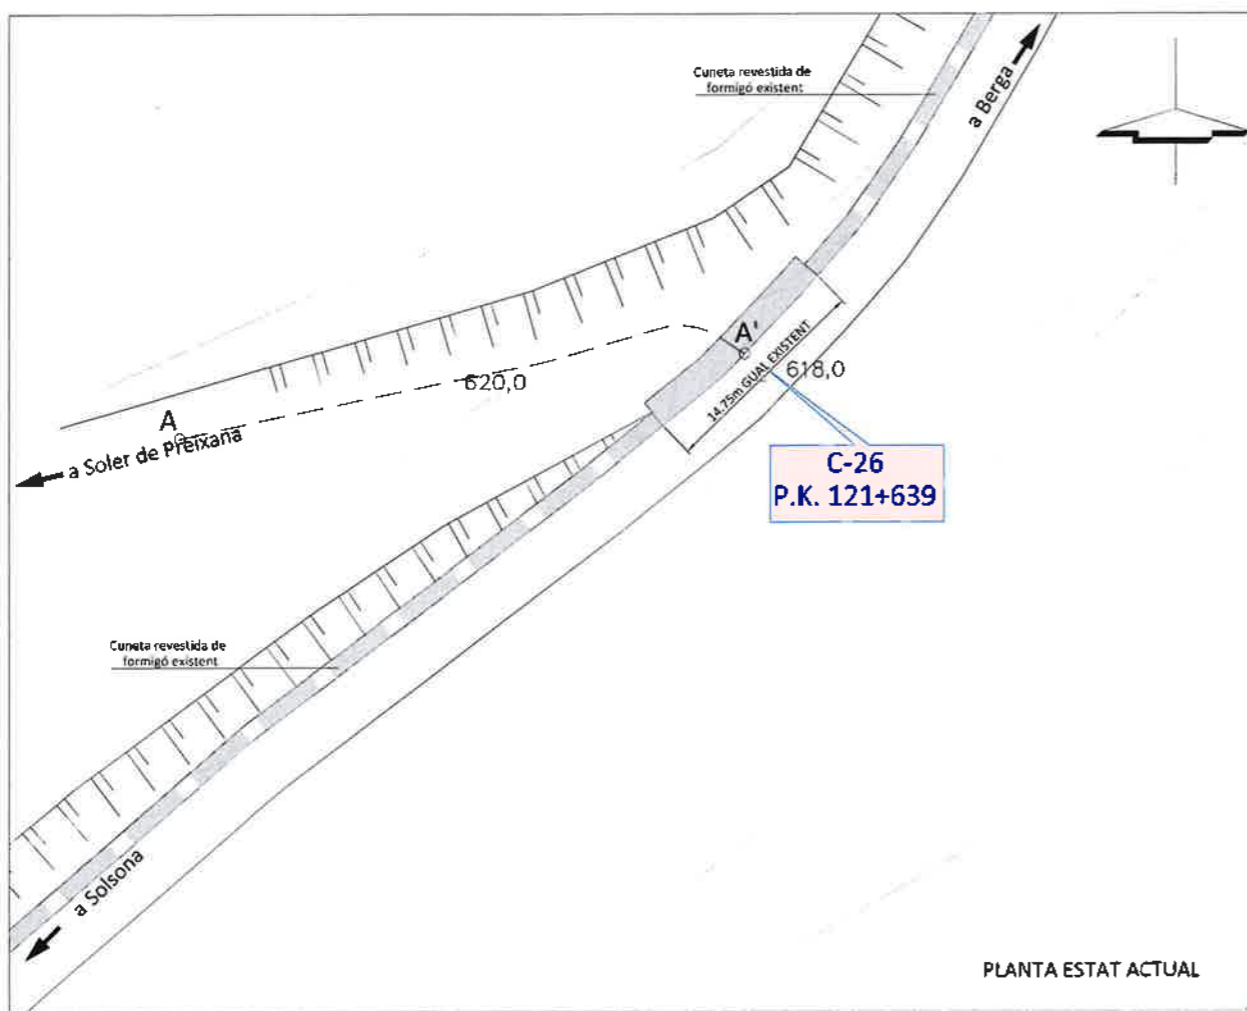 Cuneta revestida de
formigó existent
a Berga
A'
14.75m GUAL EXISTENT
618,0
620,0
A
a Soler de Preixana
C-26
P.K. 121+639
Cuneta revestida de
formigó existent
a Solsona
PLANTA ESTAT ACTUAL